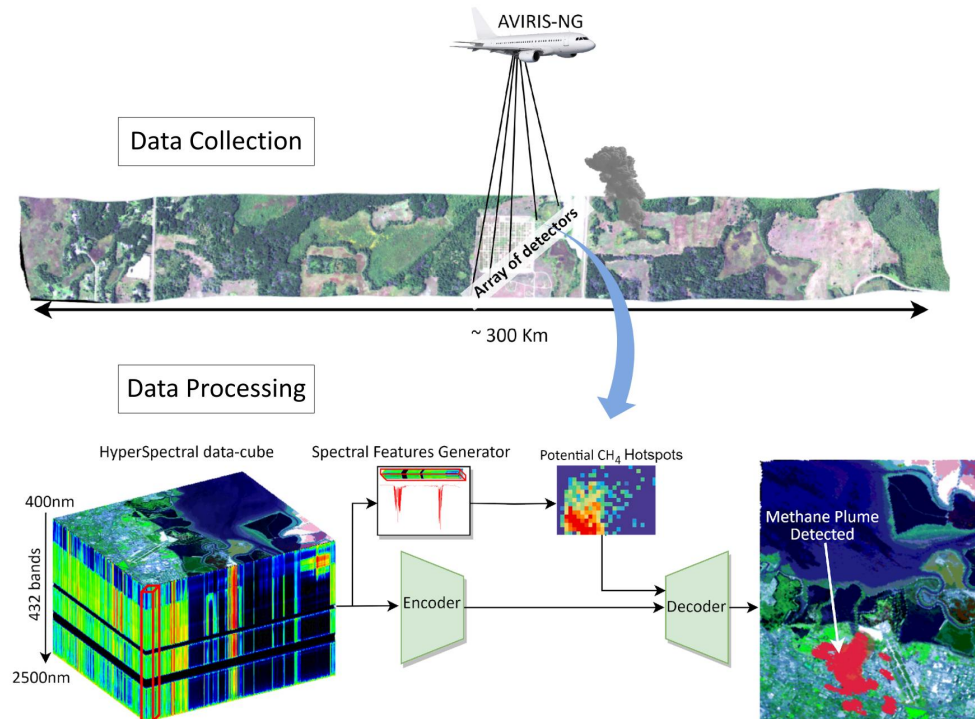 AVIRIS-NG
Data Collection
Array of detectors
~ 300 Km
Data Processing
HyperSpectral data-cube
Spectral Features Generator
Potential CH₄ Hotspots
400nm
432 bands
2500nm
Encoder
Decoder
Methane Plume
Detected